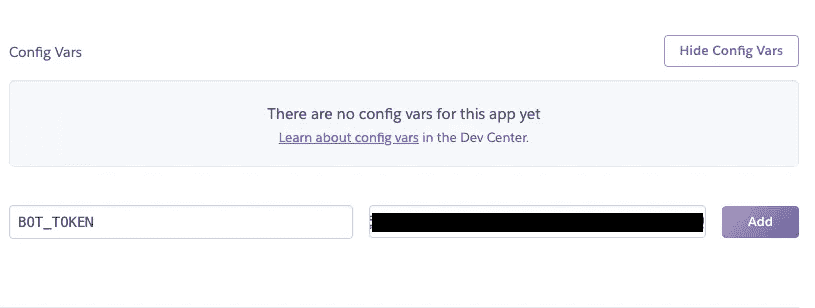 Config Vars
Hide Config Vars
There are no config vars for this app yet
Learn about config vars in the Dev Center.
BOT_TOKEN
Add